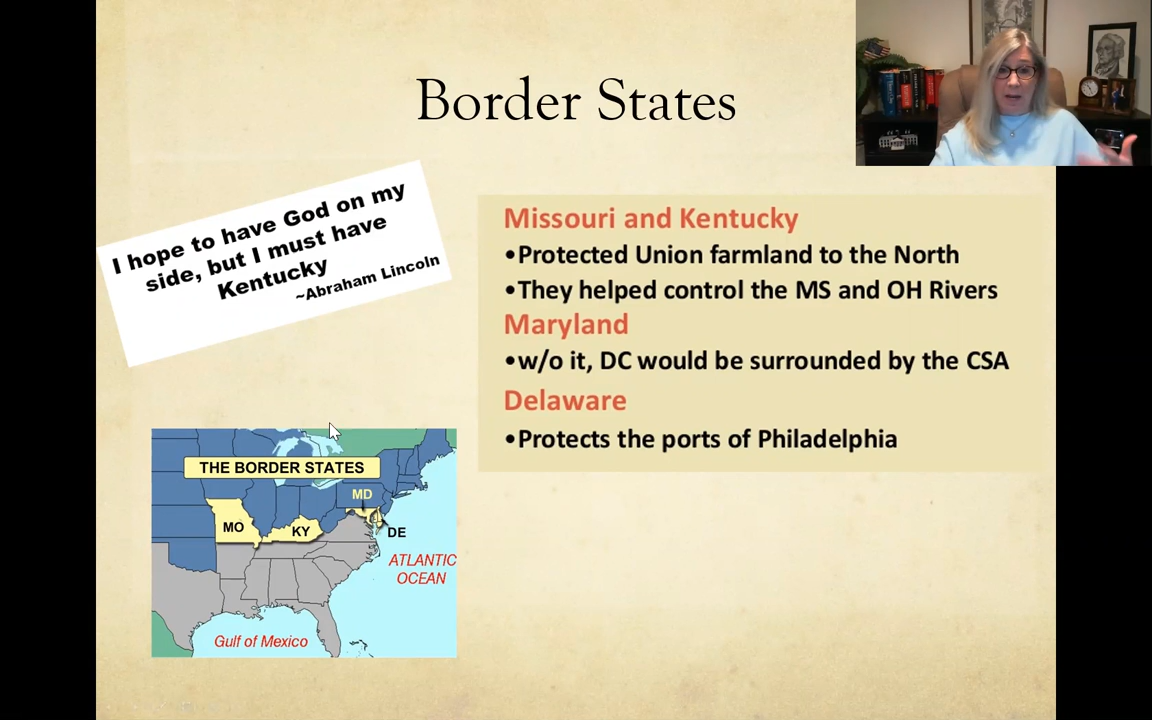 Border States
I hope to have God on my
side, but I must have
Kentucky
~Abraham Lincoln
Missouri and Kentucky
•Protected Union farmland to the North
•They helped control the MS and OH Rivers
Maryland
•w/o it, DC would be surrounded by the CSA
Delaware
•Protects the ports of Philadelphia
THE BORDER STATES
MD
MO
KY
DE
ATLANTIC
OCEAN
Gulf of Mexico